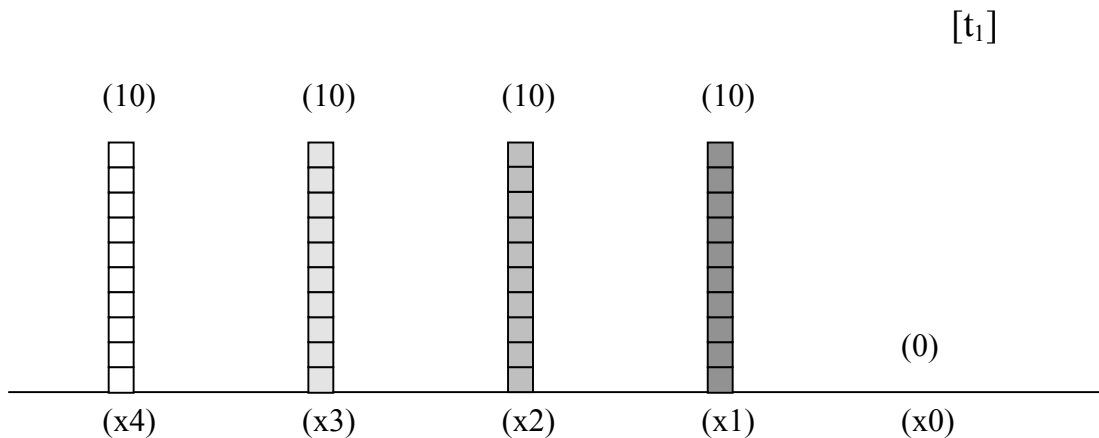 [t₁]
(10) (10) (10) (10)
(0)
(x4) (x3) (x2) (x1) (x0)